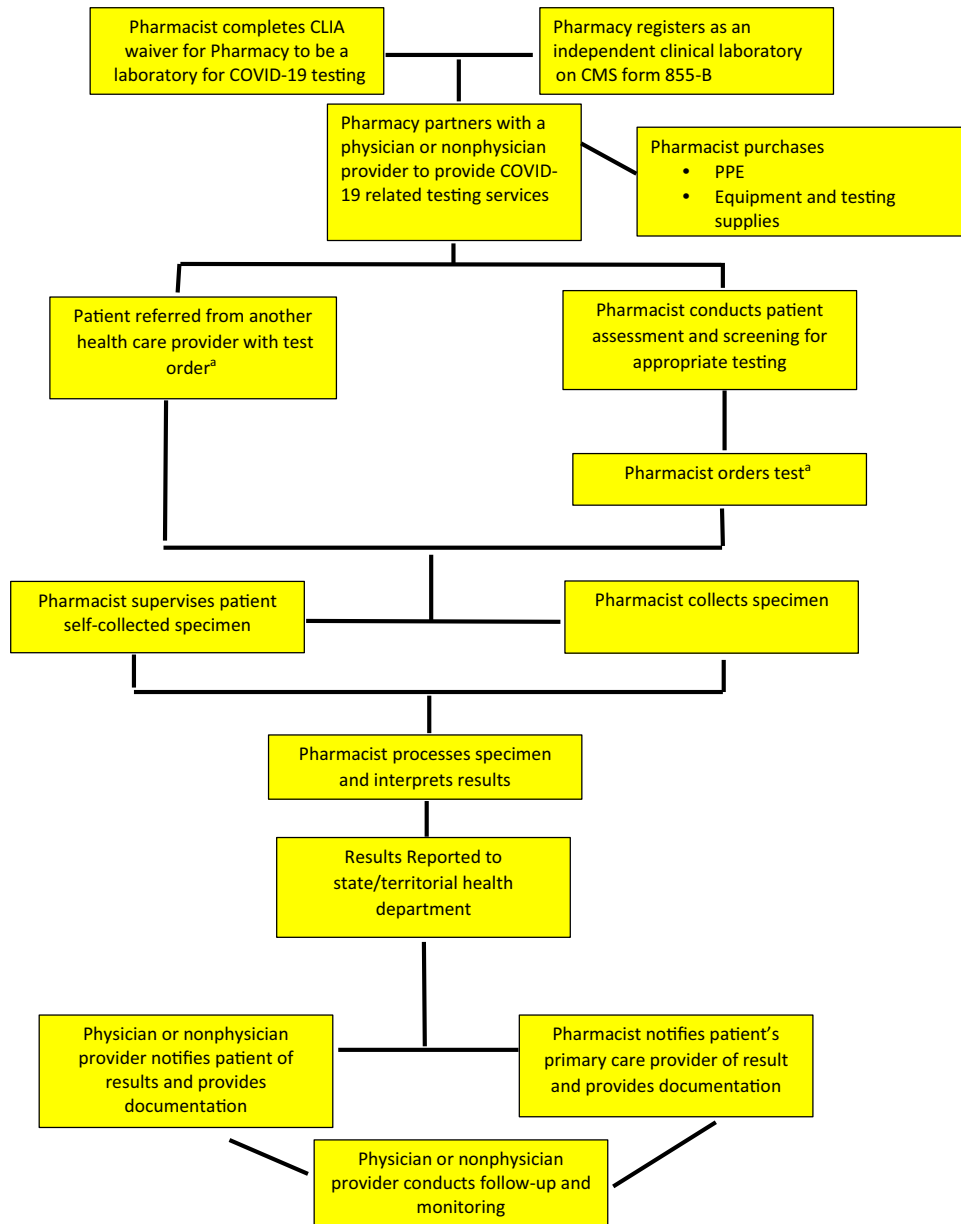 Pharmacist completes CLIA
waiver for Pharmacy to be a
laboratory for COVID-19 testing
Pharmacy registers as an
independent clinical laboratory
on CMS form 855-B
Pharmacy partners with a
physician or nonphysician
provider to provide COVID-
19 related testing services
Pharmacist purchases
• PPE
• Equipment and testing
supplies
Patient referred from another
health care provider with test
orderᵃ
Pharmacist conducts patient
assessment and screening for
appropriate testing
Pharmacist orders testᵃ
Pharmacist supervises patient
self-collected specimen
Pharmacist collects specimen
Pharmacist processes specimen
and interprets results
Results Reported to
state/territorial health
department
Physician or nonphysician
provider notifies patient of
results and provides
documentation
Pharmacist notifies patient’s
primary care provider of result
and provides documentation
Physician or nonphysician
provider conducts follow-up and
monitoring